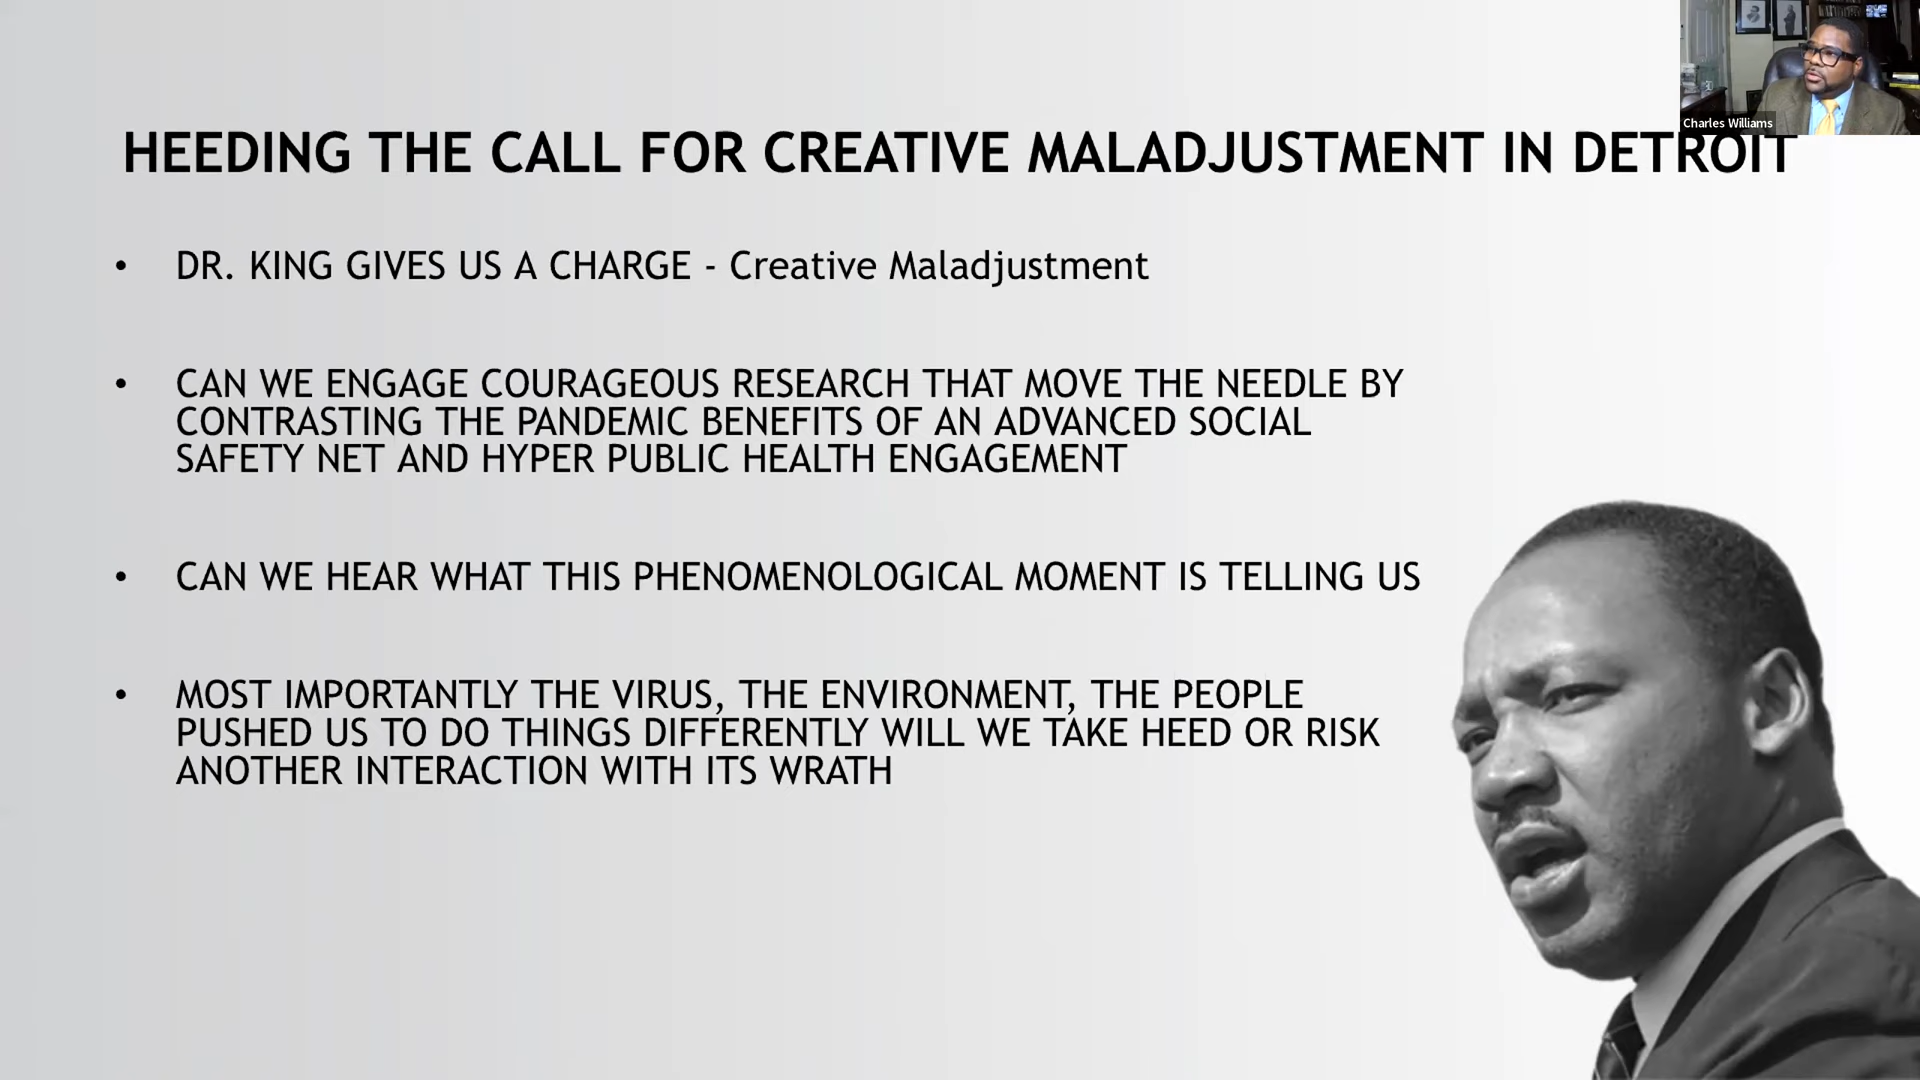 Charles Williams
HEEDING THE CALL FOR CREATIVE MALADJUSTMENT IN DETROIT
• DR. KING GIVES US A CHARGE - Creative Maladjustment
• CAN WE ENGAGE COURAGEOUS RESEARCH THAT MOVE THE NEEDLE BY
CONTRASTING THE PANDEMIC BENEFITS OF AN ADVANCED SOCIAL
SAFETY NET AND HYPER PUBLIC HEALTH ENGAGEMENT
• CAN WE HEAR WHAT THIS PHENOMENOLOGICAL MOMENT IS TELLING US
• MOST IMPORTANTLY THE VIRUS, THE ENVIRONMENT, THE PEOPLE
PUSHED US TO DO THINGS DIFFERENTLY WILL WE TAKE HEED OR RISK
ANOTHER INTERACTION WITH ITS WRATH